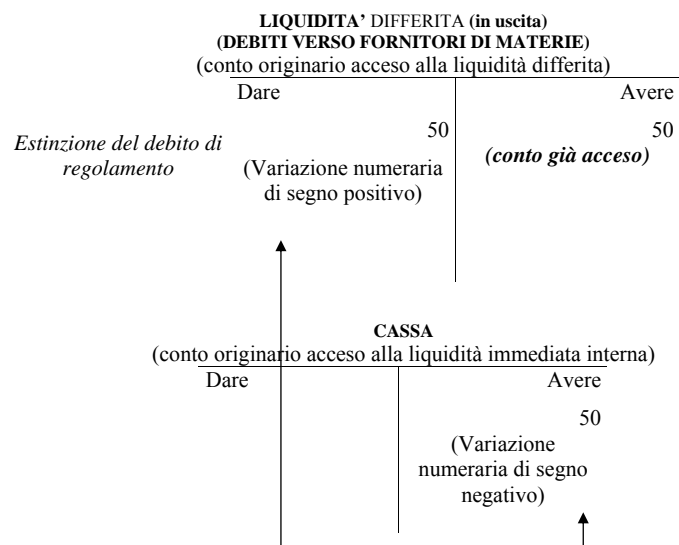 LIQUIDITA’ DIFFERITA (in uscita)
(DEBITI VERSO FORNITORI DI MATERIE)
(conto originario acceso alla liquidità differita)
Dare Avere
50 50
Estinzione del debito di
regolamento
(Variazione numeraria
di segno positivo)
(conto già acceso)
CASSA
(conto originario acceso alla liquidità immediata interna)
Dare Avere
50
(Variazione
numeraria di segno
negativo)